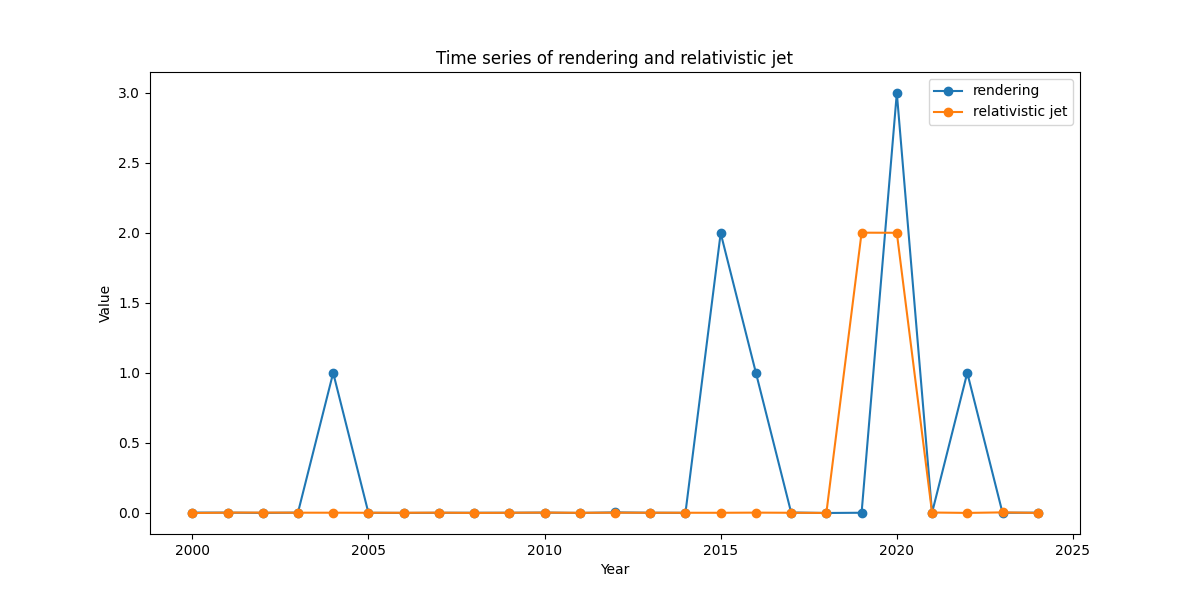 Time series of rendering and relativistic jet
rendering
relativistic jet
3.0
2.5
2.0
1.5
1.0
0.5
0.0
Value
2000 2005 2010 2015 2020 2025
Year